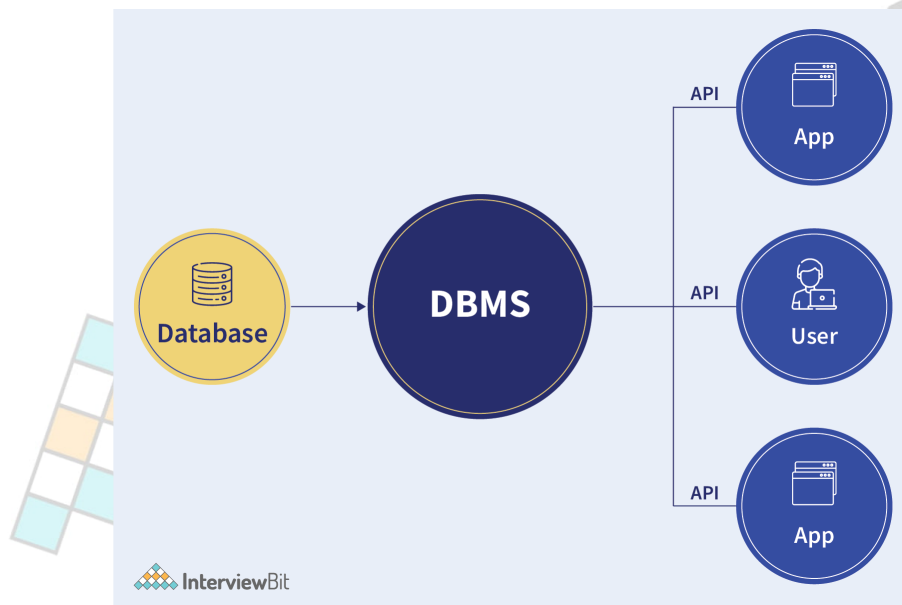 API
App
Database
DBMS
API
User
API
App
InterviewBit